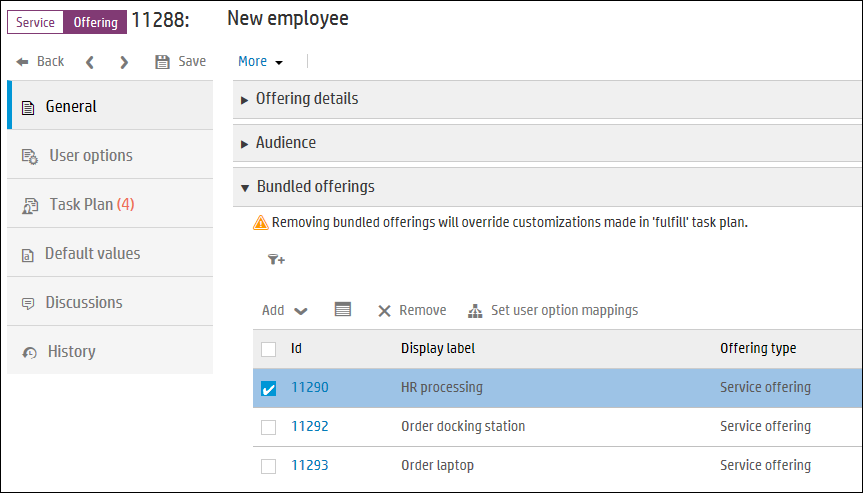 Service Offering 11288: New employee
Back Save More
General
User options
Task Plan (4)
Default values
Discussions
History
Offering details
Audience
Bundled offerings
Removing bundled offerings will override customizations made in 'fulfill' task plan.
Add Remove Set user option mappings
Id Display label Offering type
11290 HR processing Service offering
11292 Order docking station Service offering
11293 Order laptop Service offering